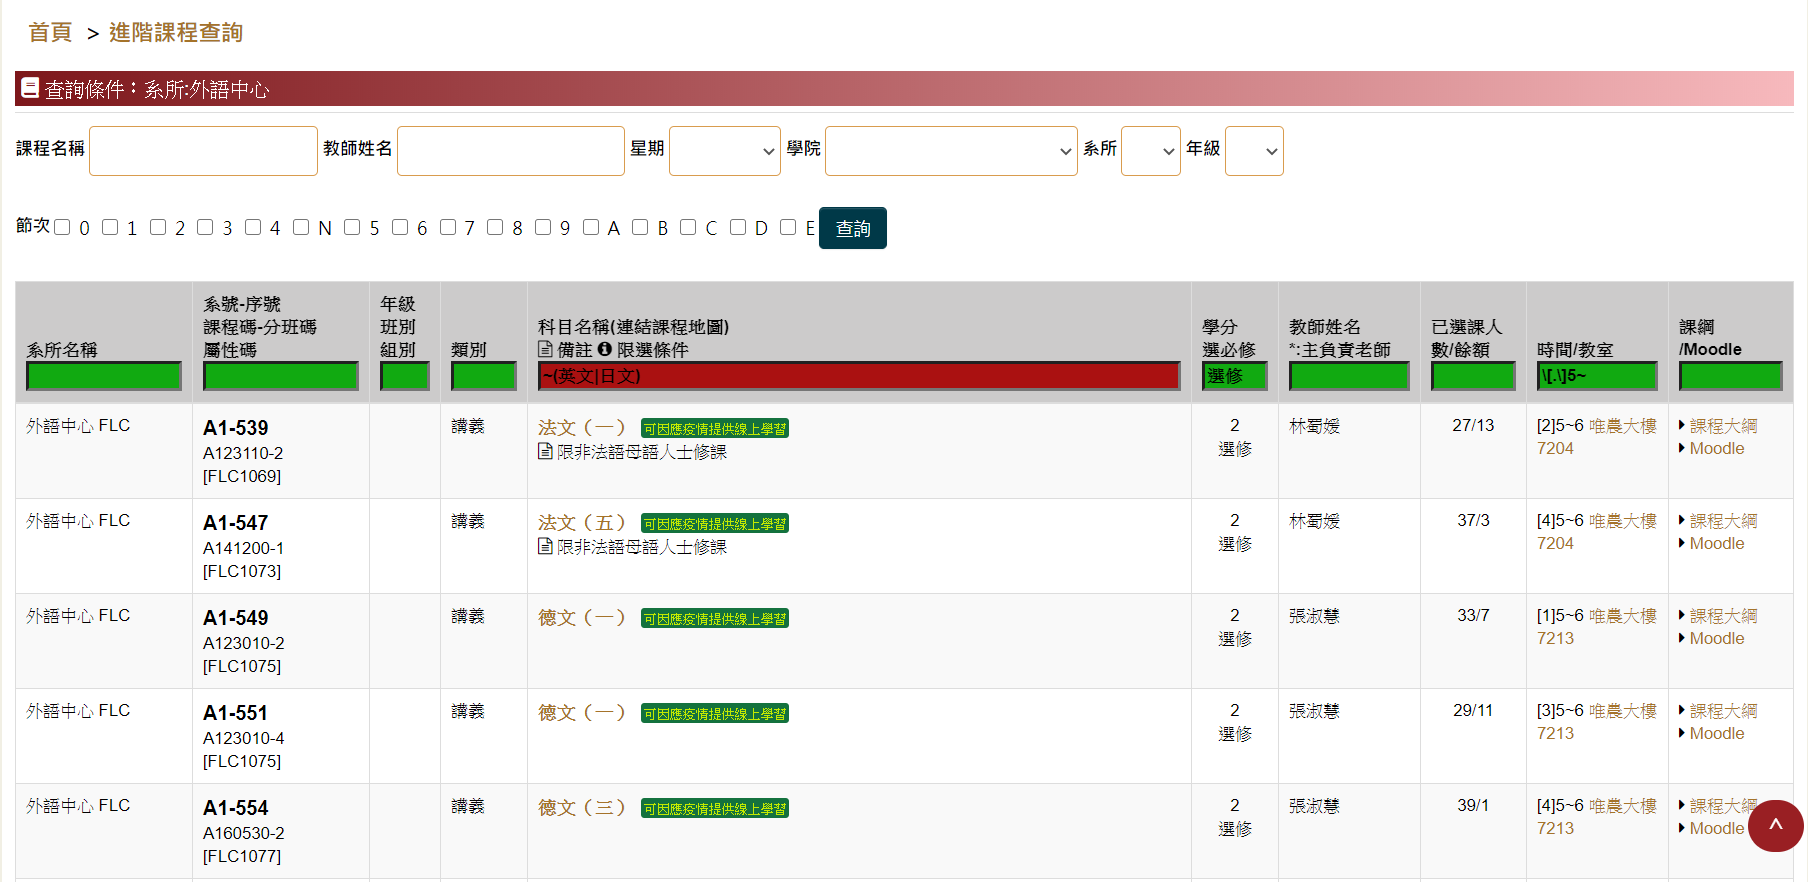 首頁 > 進階課程查詢
查詢條件：系所:外語中心
課程名稱 教師姓名 星期 學院 系所 年級
節次 0 1 2 3 4 N 5 6 7 8 9 A B C D E 查詢
系所名稱
系號-序號
課程碼-分班碼
屬性碼
年級
班別
組別
類別
科目名稱(連結課程地圖)
備註 限選條件
~(英文|日文)
學分
選必修
選修
教師姓名
*:主負責老師
已選課人
數/餘額
時間/教室
\[.\]5~
課綱
/Moodle
外語中心 FLC
A1-539
A123110-2
[FLC1069]
講義
法文（一） 可因應疫情提供線上學習
限非法語母語人士修課
2
選修
林蜀媛
27/13
[2]5~6 唯農大樓
7204
課程大綱
Moodle
外語中心 FLC
A1-547
A141200-1
[FLC1073]
講義
法文（五） 可因應疫情提供線上學習
限非法語母語人士修課
2
選修
林蜀媛
37/3
[4]5~6 唯農大樓
7204
課程大綱
Moodle
外語中心 FLC
A1-549
A123010-2
[FLC1075]
講義
德文（一） 可因應疫情提供線上學習
2
選修
張淑慧
33/7
[1]5~6 唯農大樓
7213
課程大綱
Moodle
外語中心 FLC
A1-551
A123010-4
[FLC1075]
講義
德文（一） 可因應疫情提供線上學習
2
選修
張淑慧
29/11
[3]5~6 唯農大樓
7213
課程大綱
Moodle
外語中心 FLC
A1-554
A160530-2
[FLC1077]
講義
德文（三） 可因應疫情提供線上學習
2
選修
張淑慧
39/1
[4]5~6 唯農大樓
7213
課程大綱
Moodle